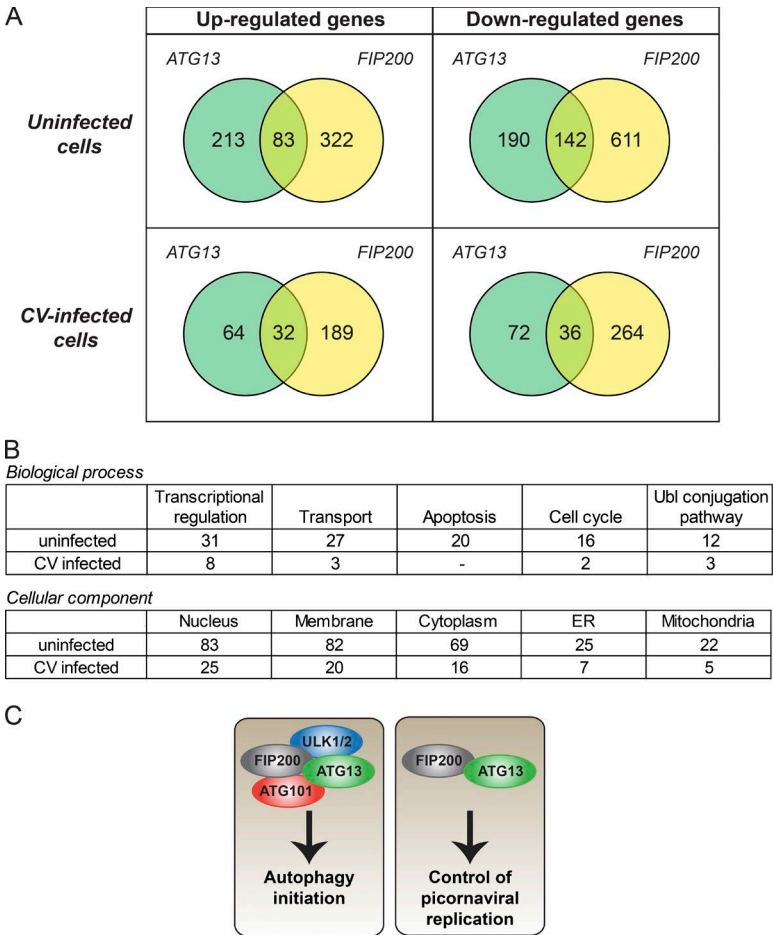 A
Up-regulated genes Down-regulated genes
ATG13 FIP200 ATG13 FIP200
Uninfected
cells
213 83 322 190 142 611
ATG13 FIP200 ATG13 FIP200
CV-infected
cells
64 32 189 72 36 264
B
Biological process
Transcriptional regulation Transport Apoptosis Cell cycle Ubl conjugation pathway
uninfected 31 27 20 16 12
CV infected 8 3 - 2 3
Cellular component
Nucleus Membrane Cytoplasm ER Mitochondria
uninfected 83 82 69 25 22
CV infected 25 20 16 7 5
C
ULK1/2
FIP200
ATG13
ATG101
Autophagy
initiation
FIP200
ATG13
Control of
picornaviral
replication